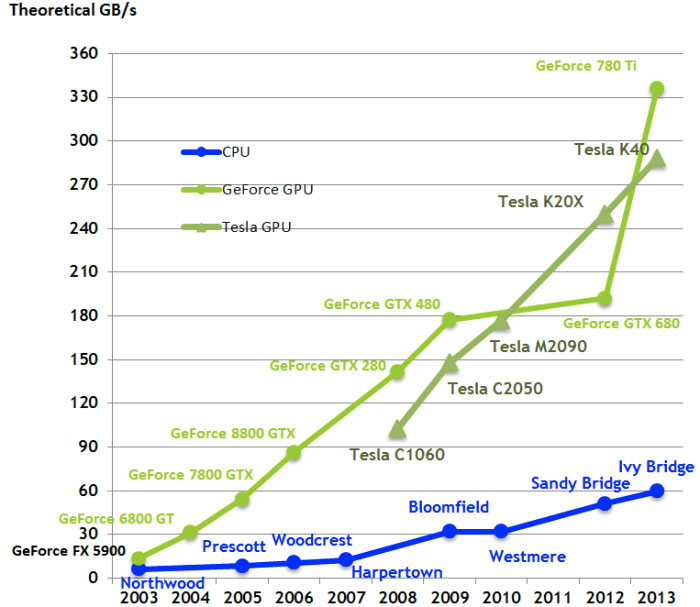 Theoretical GB/s
360
GeForce 780 Ti
330
300
CPU
Tesla K40
270
GeForce GPU
Tesla K20X
240
Tesla GPU
210
GeForce GTX 480
180
GeForce GTX 680
Tesla M2090
150
GeForce GTX 280
Tesla C2050
120
GeForce 8800 GTX
Tesla C1060
90
GeForce 7800 GTX
Ivy Bridge
Sandy Bridge
60
Bloomfield
GeForce 6800 GT
Woodcrest
30
Prescott
GeForce FX 5900
Westmere
Harpertown
0
Northwood
2003 2004 2005 2006 2007 2008 2009 2010 2011 2012 2013